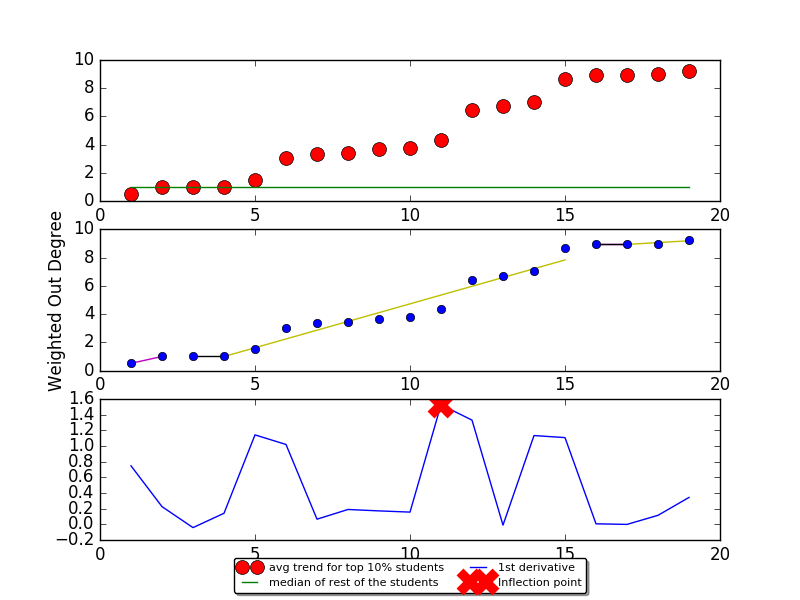 10
8
6
4
2
0
0 5 10 15 20
Weighted Out Degree
10
8
6
4
2
0
0 5 10 15 20
1.6
1.4
1.2
1.0
0.8
0.6
0.4
0.2
0.0
−0.2
0 5 10 15 20
avg trend for top 10% students
median of rest of the students
1st derivative
Inflection point